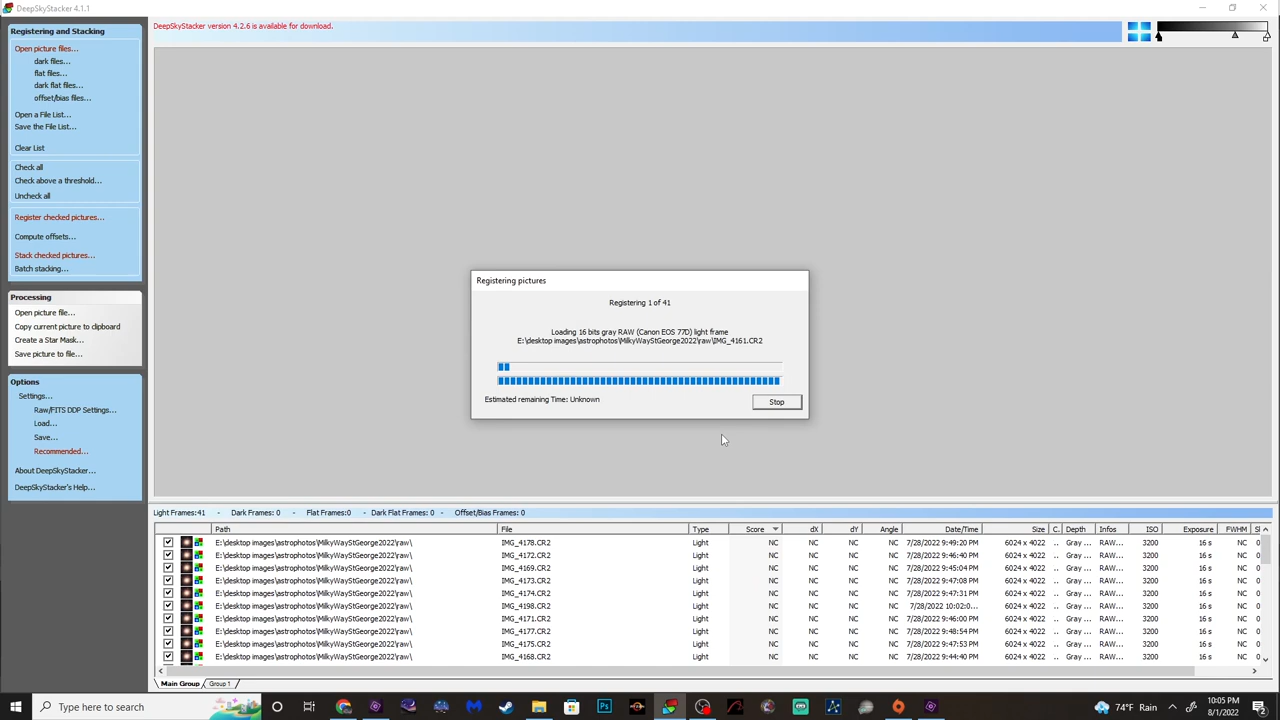 DeepSkyStacker 4.1.1
Registering and Stacking
Open picture files...
dark files...
flat files...
dark flat files...
offset/bias files...
Open a File List...
Save the File List...
Clear List
Check all
Check above a threshold...
Uncheck all
Register checked pictures...
Compute offsets...
Stack checked pictures...
Batch stacking...
Processing
Open picture file...
Copy current picture to clipboard
Create a Star Mask...
Save picture to file...
Options
Settings...
Raw/FITS DDP Settings...
Load...
Save...
Recommended...
About DeepSkyStacker...
DeepSkyStacker's Help...
DeepSkyStacker version 4.2.6 is available for download.
Registering pictures
Registering 1 of 41
Loading 16 bits gray RAW (Canon EOS 77D) light frame
E:\desktop images\astrophotos\MilkyWayStGeorge2022\raw\IMG_4161.CR2
Estimated remaining Time: Unknown
Stop
Light Frames:41 - Dark Frames: 0 - Flat Frames:0 - Dark Flat Frames: 0 - Offset/Bias Frames: 0
Path File Type Score dX dY Angle Date/Time Size C.. Depth Infos ISO Exposure FWHM
E:\desktop images\astrophotos\MilkyWayStGeorge2022\raw\ IMG_4178.CR2 Light NC NC NC NC 7/28/2022 9:49:20 PM 6024 x 4022 .. Gray ... RAW... 3200 16 s NC 0
E:\desktop images\astrophotos\MilkyWayStGeorge2022\raw\ IMG_4172.CR2 Light NC NC NC NC 7/28/2022 9:46:40 PM 6024 x 4022 .. Gray ... RAW... 3200 16 s NC 0
E:\desktop images\astrophotos\MilkyWayStGeorge2022\raw\ IMG_4169.CR2 Light NC NC NC NC 7/28/2022 9:45:04 PM 6024 x 4022 .. Gray ... RAW... 3200 16 s NC 0
E:\desktop images\astrophotos\MilkyWayStGeorge2022\raw\ IMG_4173.CR2 Light NC NC NC NC 7/28/2022 9:47:08 PM 6024 x 4022 .. Gray ... RAW... 3200 16 s NC 0
E:\desktop images\astrophotos\MilkyWayStGeorge2022\raw\ IMG_4174.CR2 Light NC NC NC NC 7/28/2022 9:47:31 PM 6024 x 4022 .. Gray ... RAW... 3200 16 s NC 0
E:\desktop images\astrophotos\MilkyWayStGeorge2022\raw\ IMG_4198.CR2 Light NC NC NC NC 7/28/2022 10:02:0... 6024 x 4022 .. Gray ... RAW... 3200 16 s NC 0
E:\desktop images\astrophotos\MilkyWayStGeorge2022\raw\ IMG_4171.CR2 Light NC NC NC NC 7/28/2022 9:46:00 PM 6024 x 4022 .. Gray ... RAW... 3200 16 s NC 0
E:\desktop images\astrophotos\MilkyWayStGeorge2022\raw\ IMG_4177.CR2 Light NC NC NC NC 7/28/2022 9:48:54 PM 6024 x 4022 .. Gray ... RAW... 3200 16 s NC 0
E:\desktop images\astrophotos\MilkyWayStGeorge2022\raw\ IMG_4175.CR2 Light NC NC NC NC 7/28/2022 9:47:53 PM 6024 x 4022 .. Gray ... RAW... 3200 16 s NC 0
E:\desktop images\astrophotos\MilkyWayStGeorge2022\raw\ IMG_4168.CR2 Light NC NC NC NC 7/28/2022 9:44:40 PM 6024 x 4022 .. Gray ... RAW... 3200 16 s NC 0
Main Group Group 1
Type here to search
74°F Rain
10:05 PM
8/1/2022